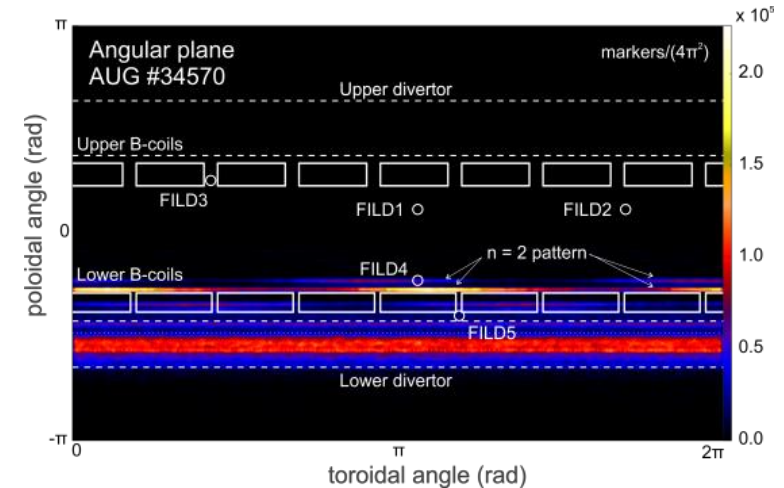 x 10⁵
π
Angular plane
AUG #34570
markers/(4π²)
2.0
Upper divertor
Upper B-coils
1.5
FILD3
FILD1
FILD2
poloidal angle (rad)
0
n = 2 pattern
FILD4
Lower B-coils
1.0
FILD5
0.5
Lower divertor
-π
0.0
0
π
2π
toroidal angle (rad)